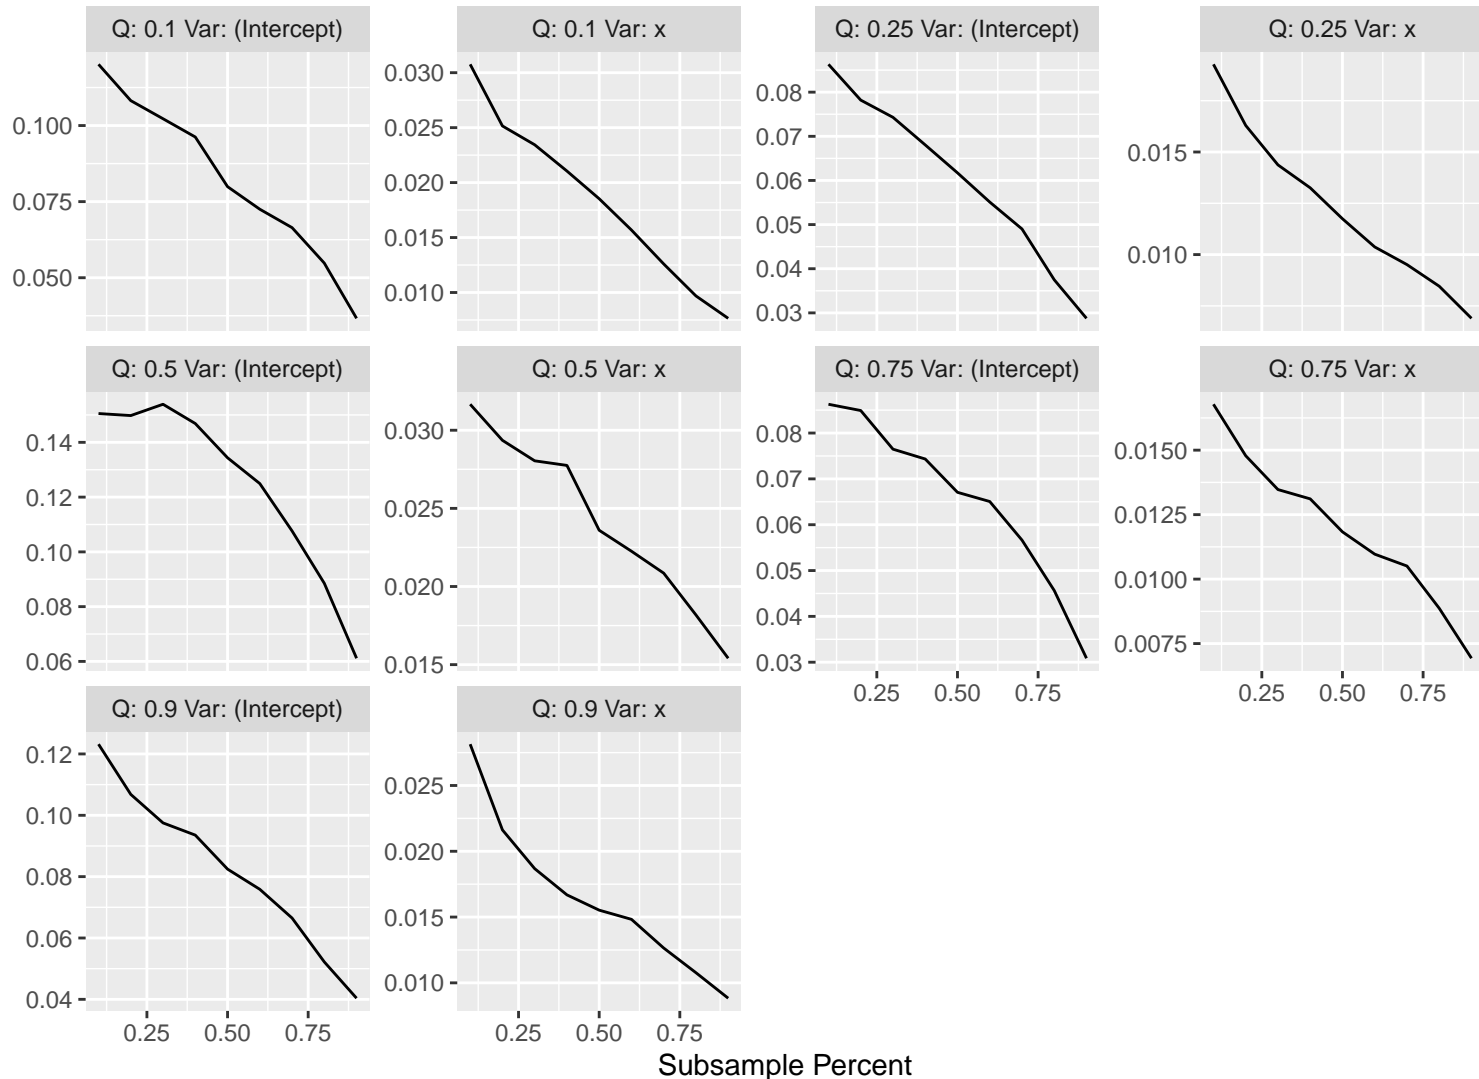 Q: 0.1 Var: (Intercept)
Q: 0.1 Var: x
Q: 0.25 Var: (Intercept)
Q: 0.25 Var: x
0.100
0.075
0.050
0.030
0.025
0.020
0.015
0.010
0.08
0.07
0.06
0.05
0.04
0.03
0.015
0.010
Q: 0.5 Var: (Intercept)
Q: 0.5 Var: x
Q: 0.75 Var: (Intercept)
Q: 0.75 Var: x
0.14
0.12
0.10
0.08
0.06
0.030
0.025
0.020
0.015
0.08
0.07
0.06
0.05
0.04
0.03
0.0150
0.0125
0.0100
0.0075
0.25 0.50 0.75
0.25 0.50 0.75
Q: 0.9 Var: (Intercept)
Q: 0.9 Var: x
0.12
0.10
0.08
0.06
0.04
0.025
0.020
0.015
0.010
0.25 0.50 0.75
0.25 0.50 0.75
Subsample Percent